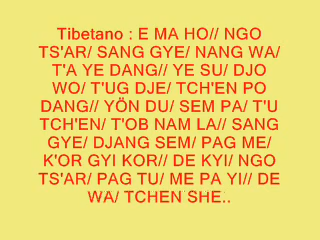 Tibetano : E MA HO// NGO
TS'AR/ SANG GYE/ NANG WA/
T'A YE DANG// YE SU/ DJO
WO/ T'UG DJE/ TCH'EN PO
DANG// YÖN DU/ SEM PA/ T'U
TCH'EN/ T'OB NAM LA// SANG
GYE/ DJANG SEM/ PAG ME/
K'OR GYI KOR// DE KYI/ NGO
TS'AR/ PAG TU/ ME PA YI// DE
WA/ TCHEN SHE..